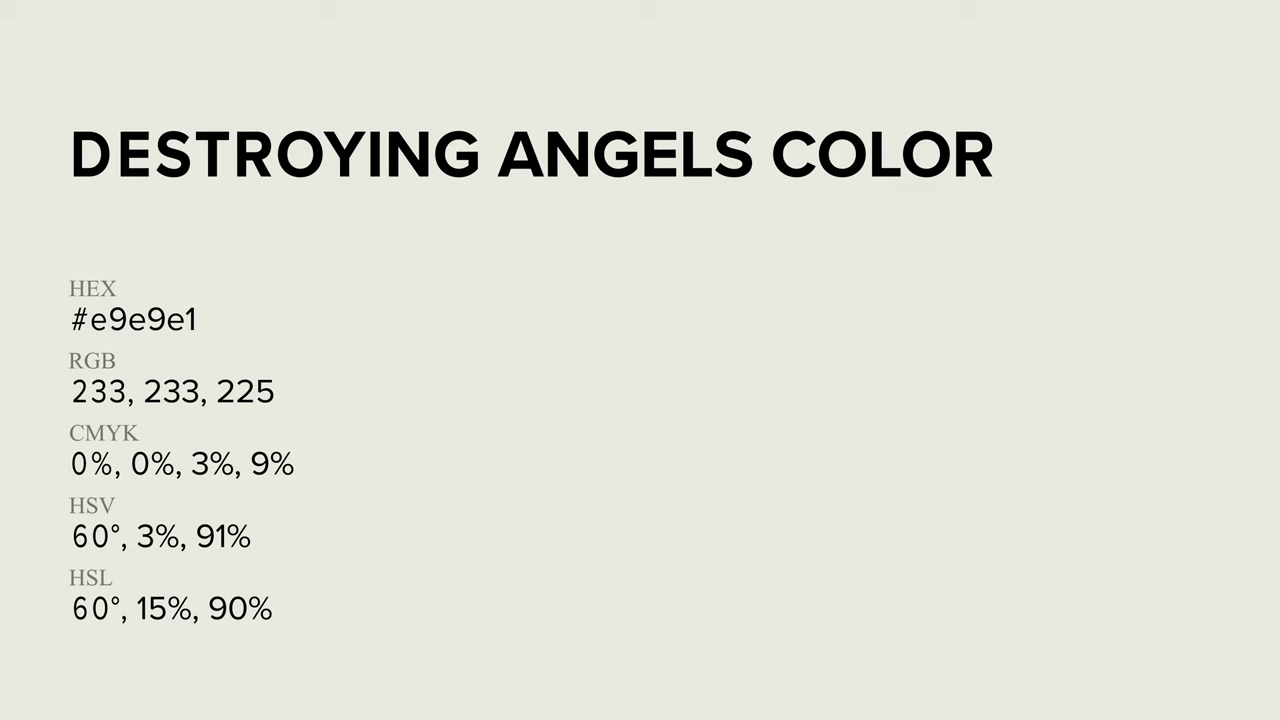 DESTROYING ANGELS COLOR
HEX
#e9e9e1
RGB
233, 233, 225
CMYK
0%, 0%, 3%, 9%
HSV
60°, 3%, 91%
HSL
60°, 15%, 90%